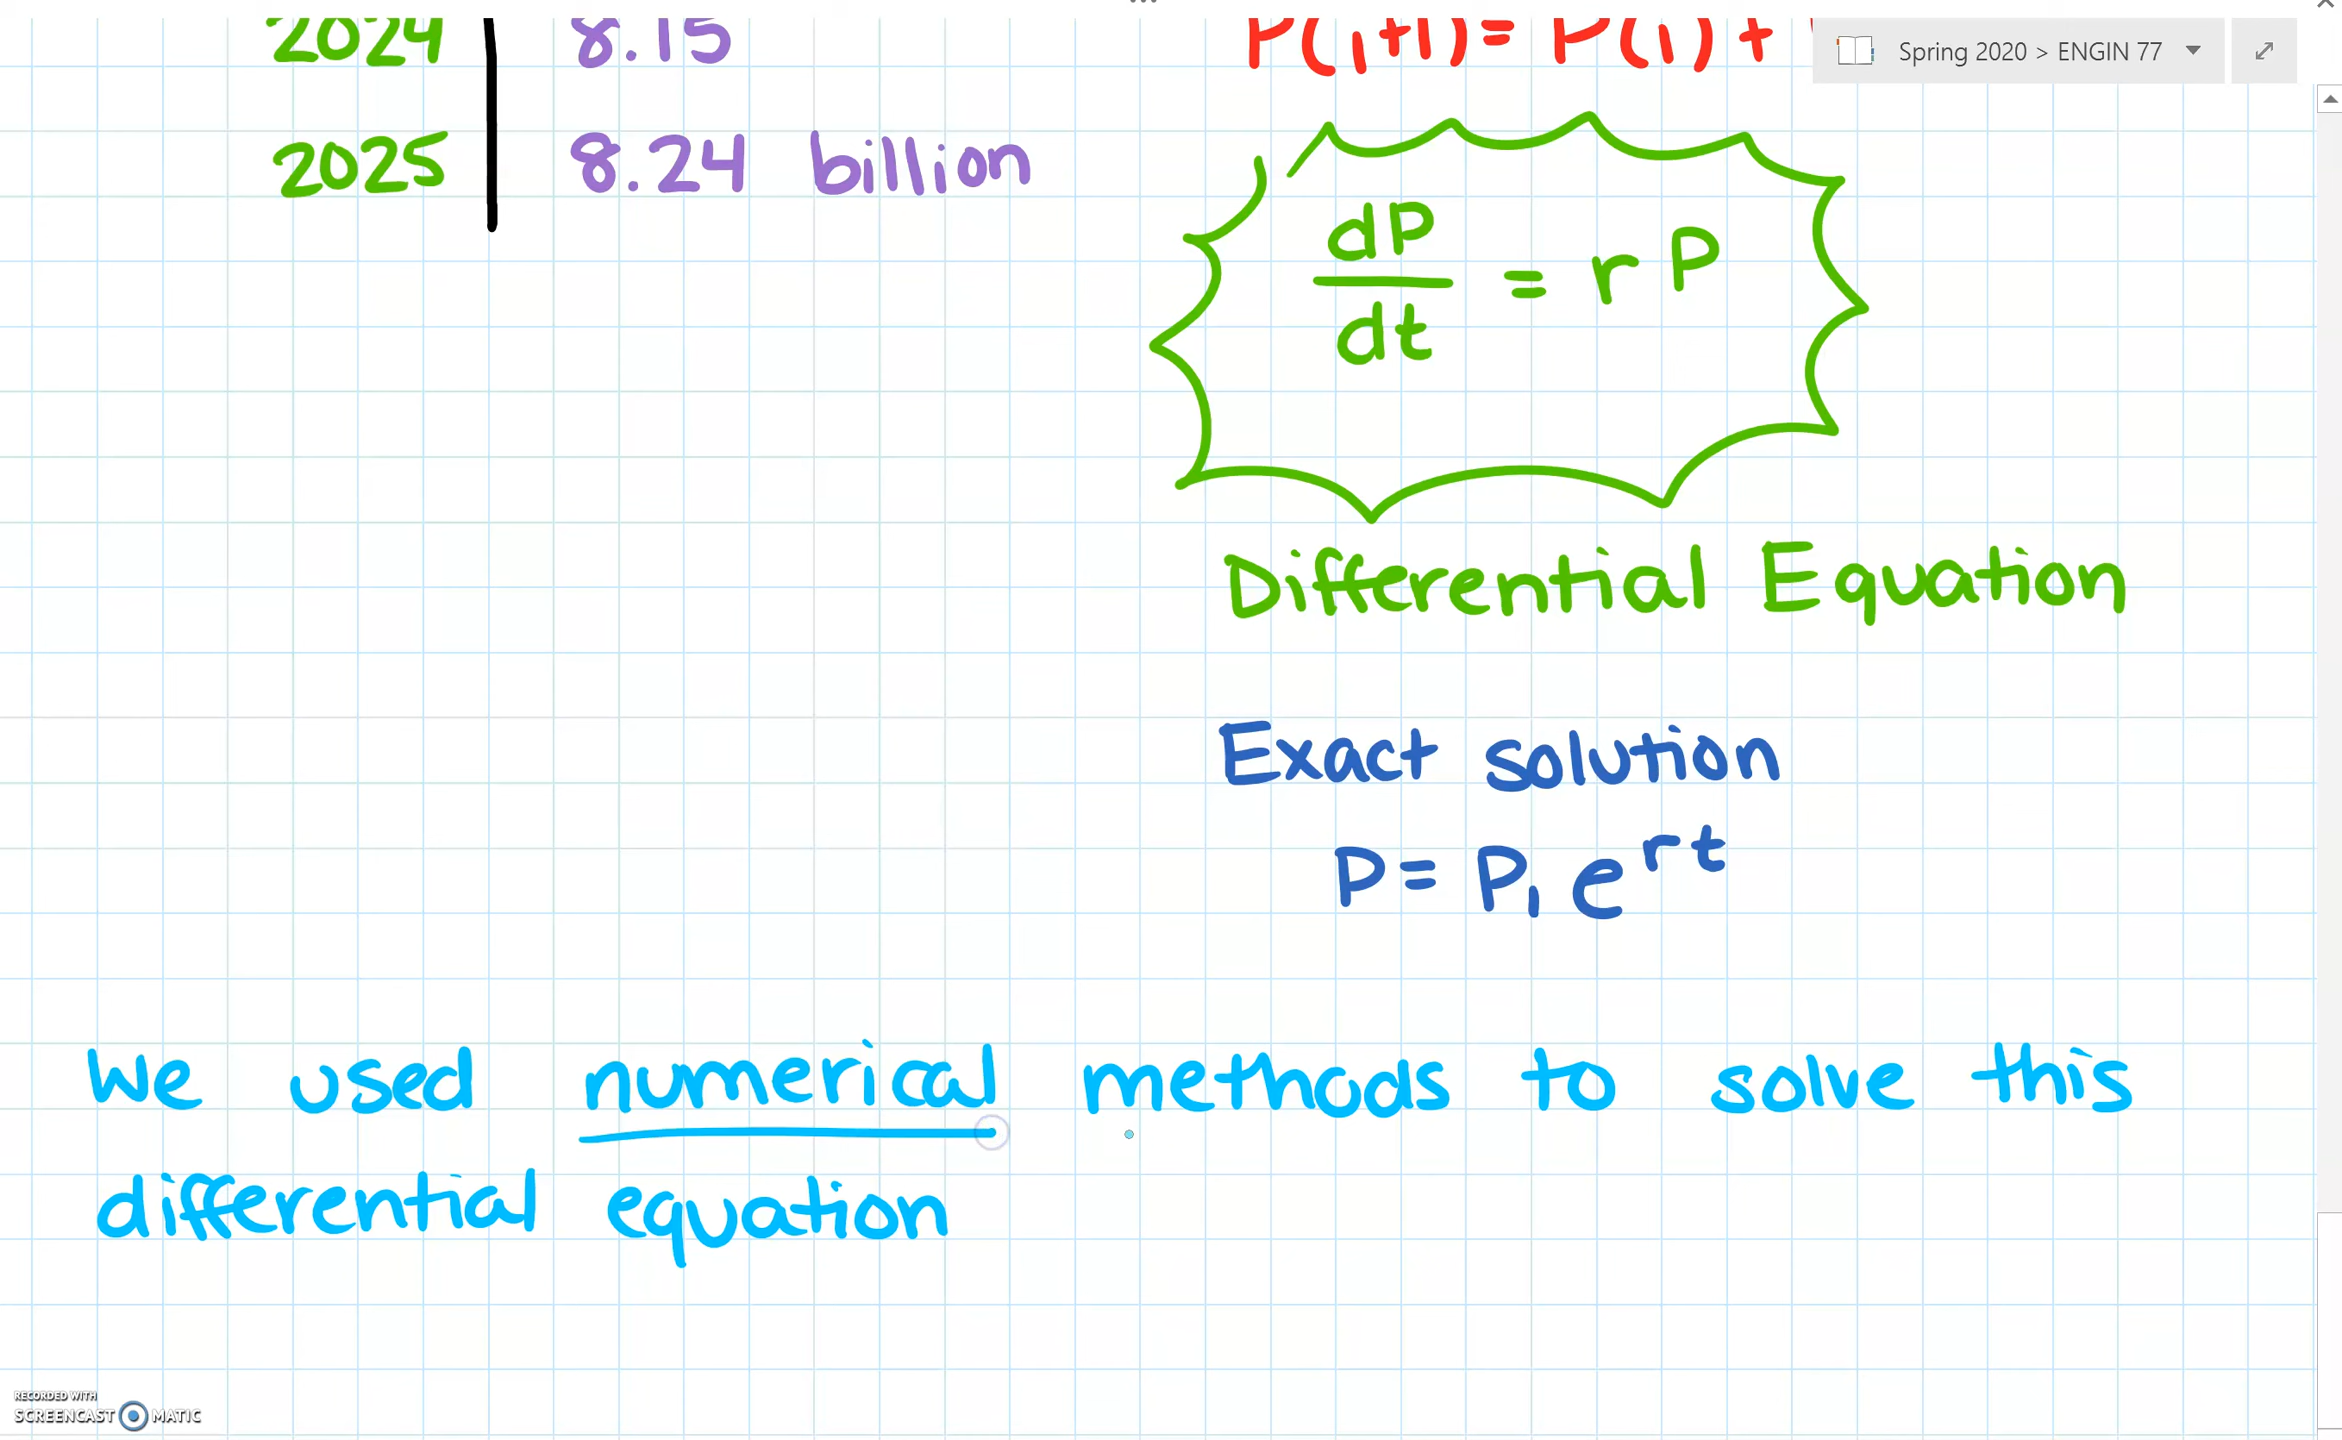 2024 8.15
P(i+1) = P(i) +
Spring 2020 > ENGIN 77
2025 8.24 billion
dP/dt = r P
Differential Equation
Exact solution
P = P₁ e^{rt}
We used numerical methods to solve this
differential equation
RECORDED WITH
SCREENCAST MATIC